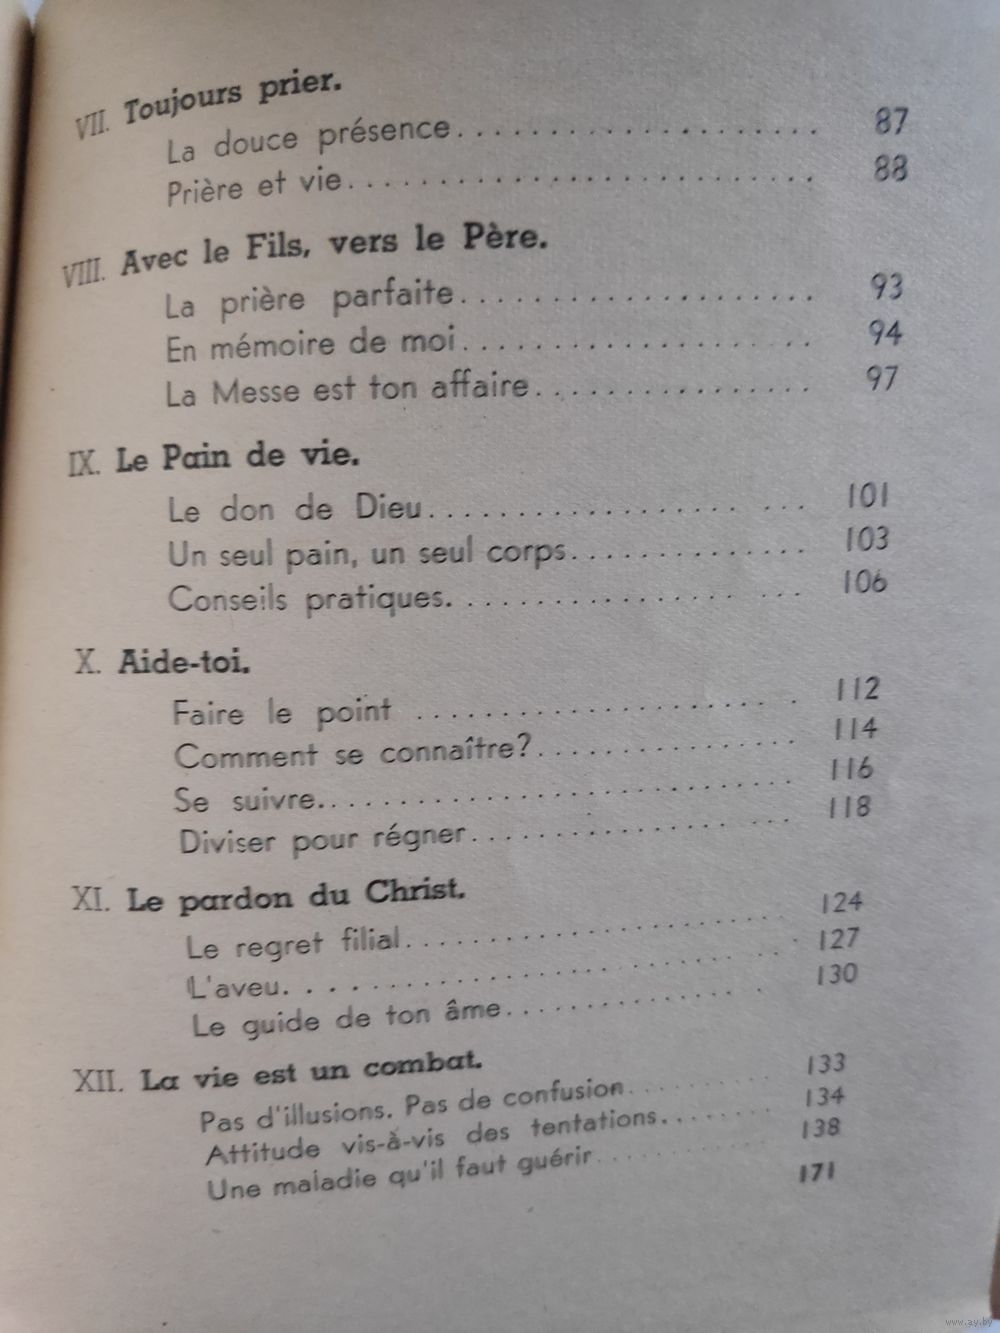 VII. Toujours prier.
La douce présence.................... 87
Prière et vie........................... 88
VIII. Avec le Fils, vers le Père.
La prière parfaite.................... 93
En mémoire de moi.................... 94
La Messe est ton affaire................ 97
IX. Le Pain de vie.
Le don de Dieu.................... 101
Un seul pain, un seul corps.............. 103
Conseils pratiques.................... 106
X. Aide-toi.
Faire le point .................... 112
Comment se connaître?................ 114
Se suivre........................... 116
Diviser pour régner.................... 118
XI. Le pardon du Christ.
Le regret filial.................... 124
L'aveu........................... 127
Le guide de ton âme................ 130
XII. La vie est un combat.
Pas d'illusions. Pas de confusion......... 133
Attitude vis-à-vis des tentations........ 134
Une maladie qu'il faut guérir.......... 138
171
www.ay.by